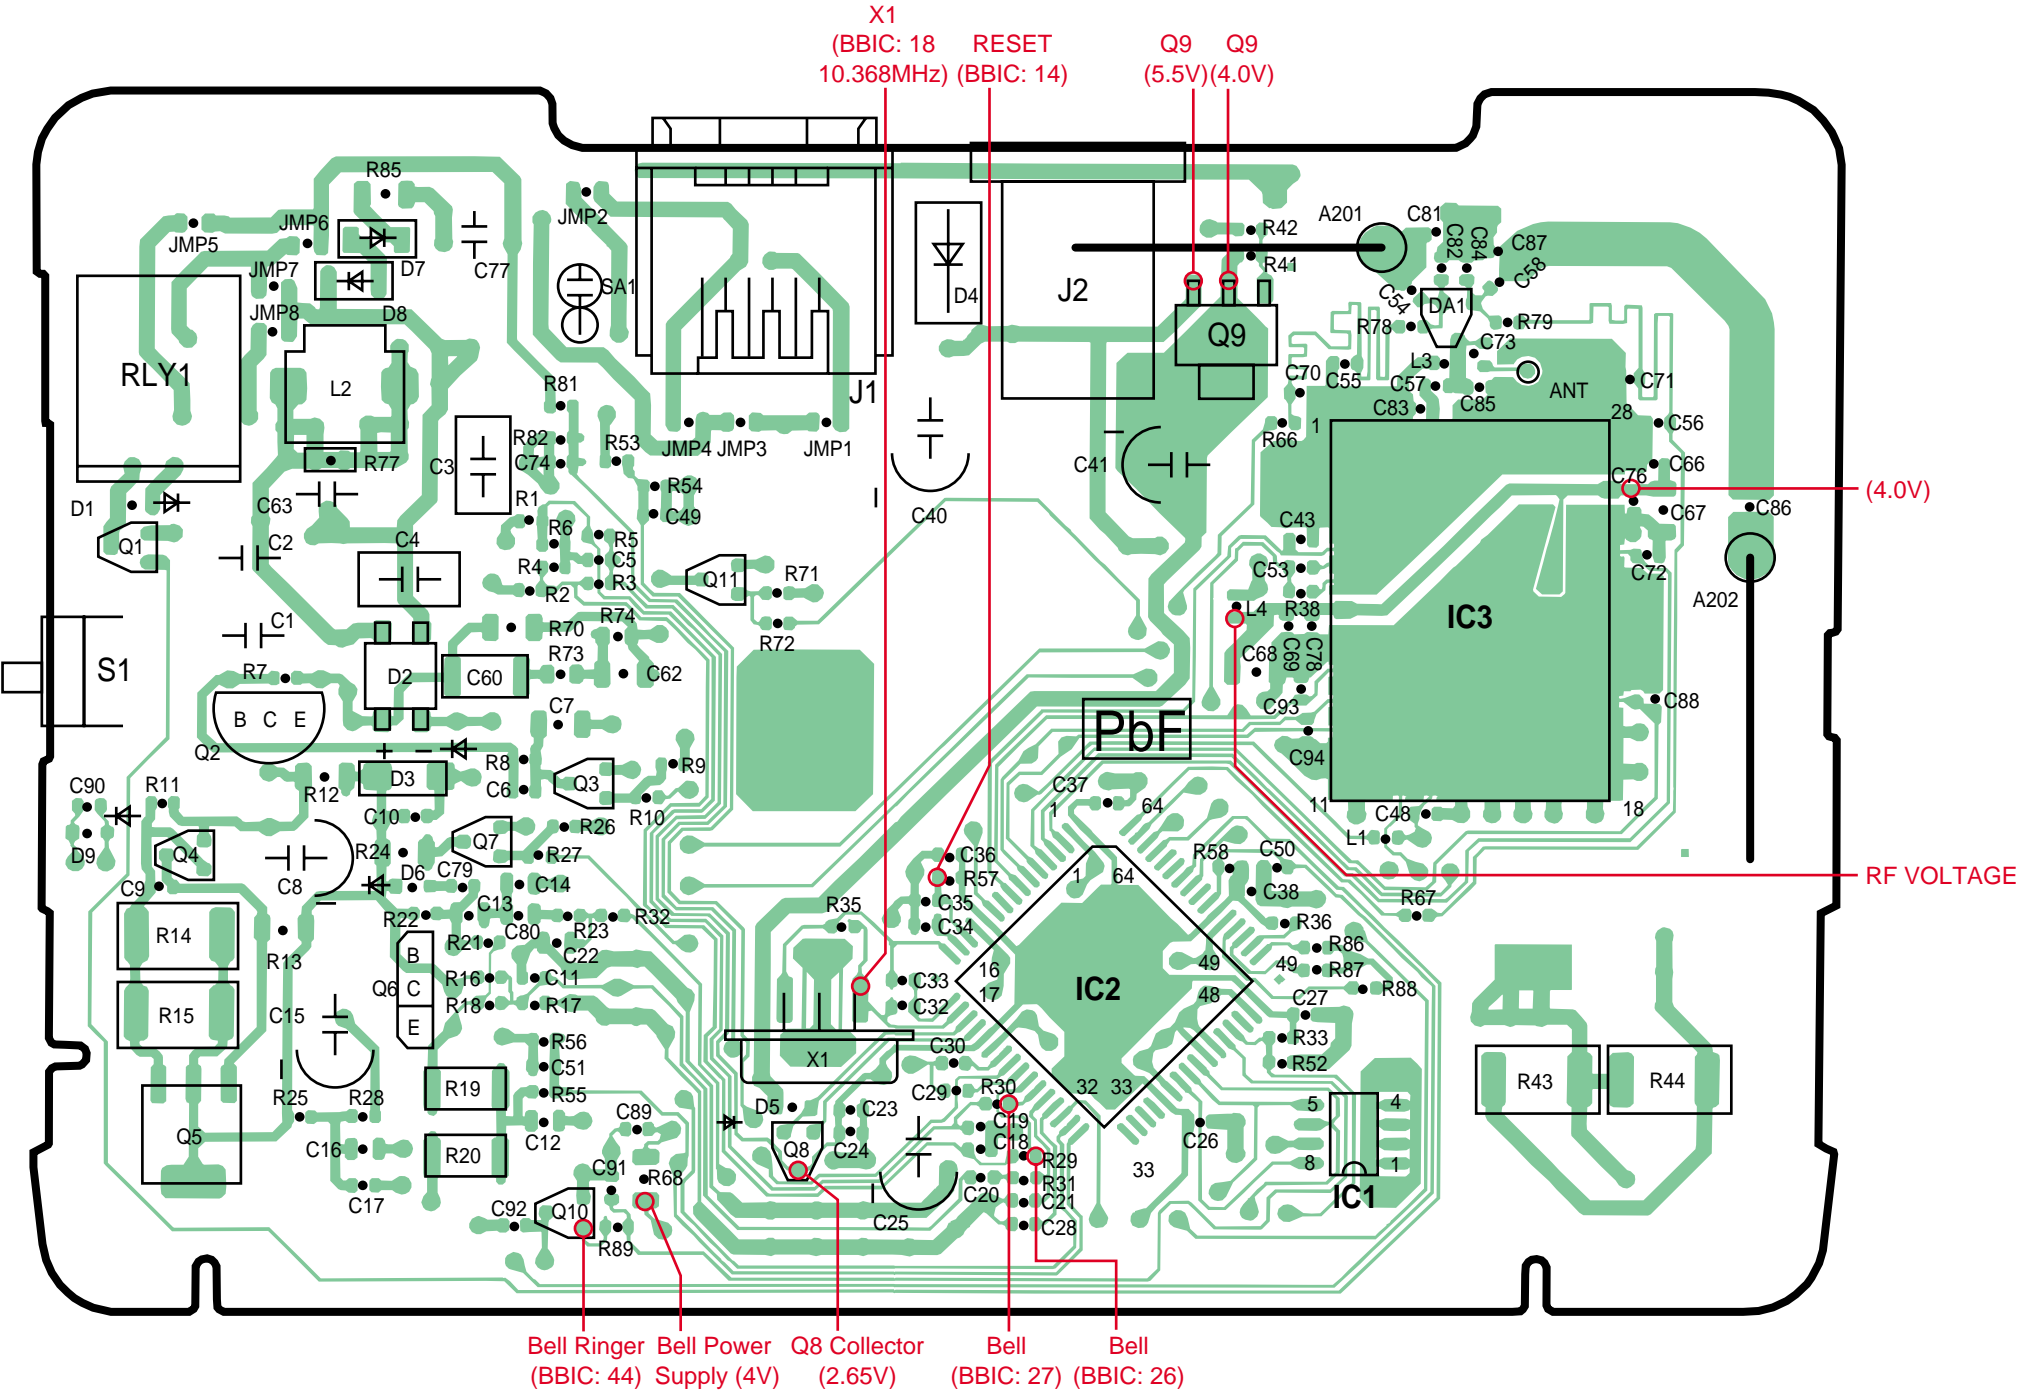 X1
(BBIC: 18
10.368MHz)
RESET
(BBIC: 14)
Q9
(5.5V)
Q9
(4.0V)
R85
JMP6
JMP5
JMP7
JMP8
D7
D8
C77
JMP2
SA1
D4
J2
R42
R41
A201
C81
C82
C84
C87
C58
C54
DA1
R78
R79
C73
Q9
RLY1
L2
J1
R81
R82
C74
R53
JMP4
JMP3
JMP1
C70
C55
L3
C57
C83
C85
ANT
C71
R66
1
28
C56
C66
C76
(4.0V)
C67
C86
R77
C3
C63
D1
Q1
C2
C4
R1
R6
R54
C49
R5
C5
R4
R3
R2
C40
C41
C43
C53
R38
L4
C69
C78
C68
C93
C94
C72
A202
IC3
C88
Q11
R71
R72
R74
R70
R73
C62
C60
D2
C1
S1
R7
B C E
Q2
+ −
D3
R12
C7
R8
C6
Q3
R9
R10
PbF
C37
1
64
11
18
C48
L1
C90
R11
D9
Q4
C9
C10
R24
D6
C79
Q7
R26
R27
C14
C8
R22
C13
C80
R23
R32
R35
C36
R57
C35
C34
1
64
R58
C50
C38
R67
RF VOLTAGE
R36
R86
49
49
R87
R88
R14
R13
R21
C22
B
C
E
Q6
R16
C11
R18
R17
R15
C15
C33
C32
16
17
IC2
48
C27
R33
R52
R56
C51
R55
C12
R19
R20
X1
D5
Q8
C23
C24
C30
C29
R30
C19
C18
R29
R31
C21
C28
C20
C25
32
33
33
C26
5
4
8
1
IC1
R43
R44
R25
R28
C16
C17
Q5
C89
C91
R68
C92
Q10
R89
Bell Ringer
(BBIC: 44)
Bell Power
Supply (4V)
Q8 Collector
(2.65V)
Bell
(BBIC: 27)
Bell
(BBIC: 26)